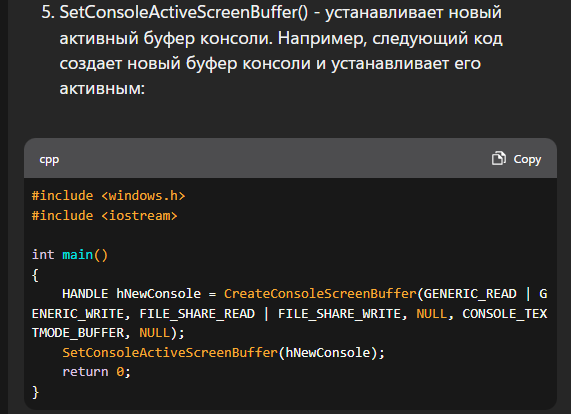 5. SetConsoleActiveScreenBuffer() - устанавливает новый
активный буфер консоли. Например, следующий код
создает новый буфер консоли и устанавливает его
активным:
cpp Copy
#include <windows.h>
#include <iostream>
int main()
{
    HANDLE hNewConsole = CreateConsoleScreenBuffer(GENERIC_READ | G
ENERIC_WRITE, FILE_SHARE_READ | FILE_SHARE_WRITE, NULL, CONSOLE_TEX
TMODE_BUFFER, NULL);
    SetConsoleActiveScreenBuffer(hNewConsole);
    return 0;
}